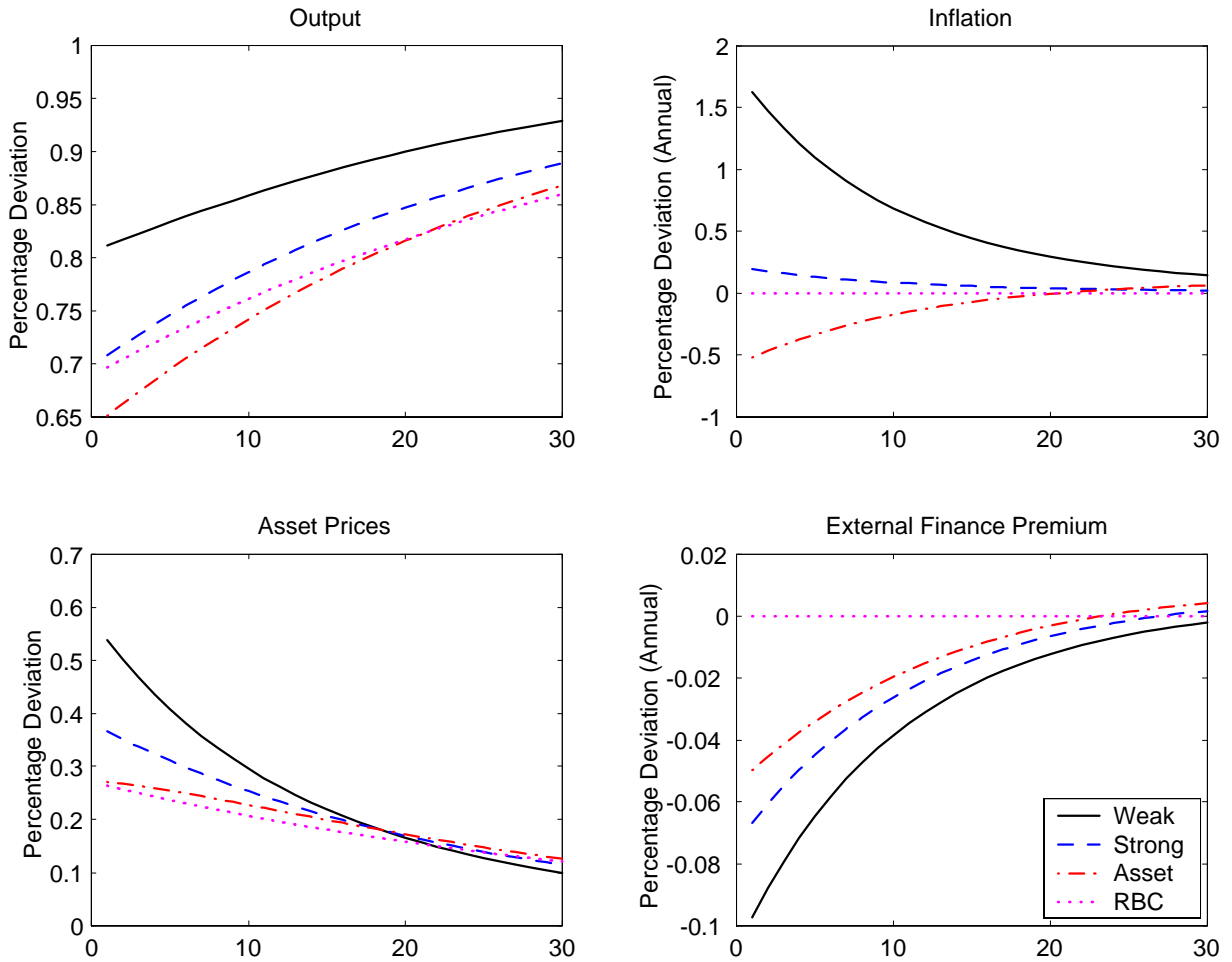 Output
Percentage Deviation
1
0.95
0.9
0.85
0.8
0.75
0.7
0.65
0 10 20 30
Inflation
Percentage Deviation (Annual)
2
1.5
1
0.5
0
-0.5
-1
0 10 20 30
Asset Prices
Percentage Deviation
0.7
0.6
0.5
0.4
0.3
0.2
0.1
0
0 10 20 30
External Finance Premium
Percentage Deviation (Annual)
0.02
0
-0.02
-0.04
-0.06
-0.08
-0.1
0 10 20 30
Weak
Strong
Asset
RBC